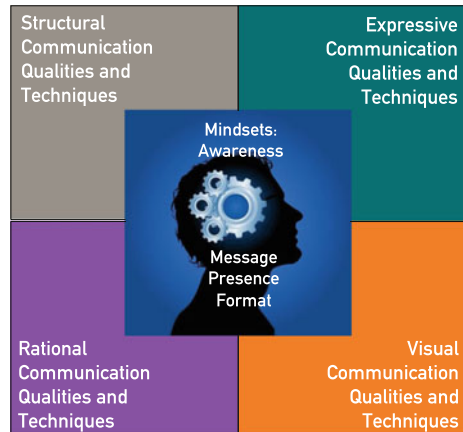 Structural
Communication
Qualities and
Techniques
Expressive
Communication
Qualities and
Techniques
Mindsets:
Awareness
Message
Presence
Format
Rational
Communication
Qualities and
Techniques
Visual
Communication
Qualities and
Techniques